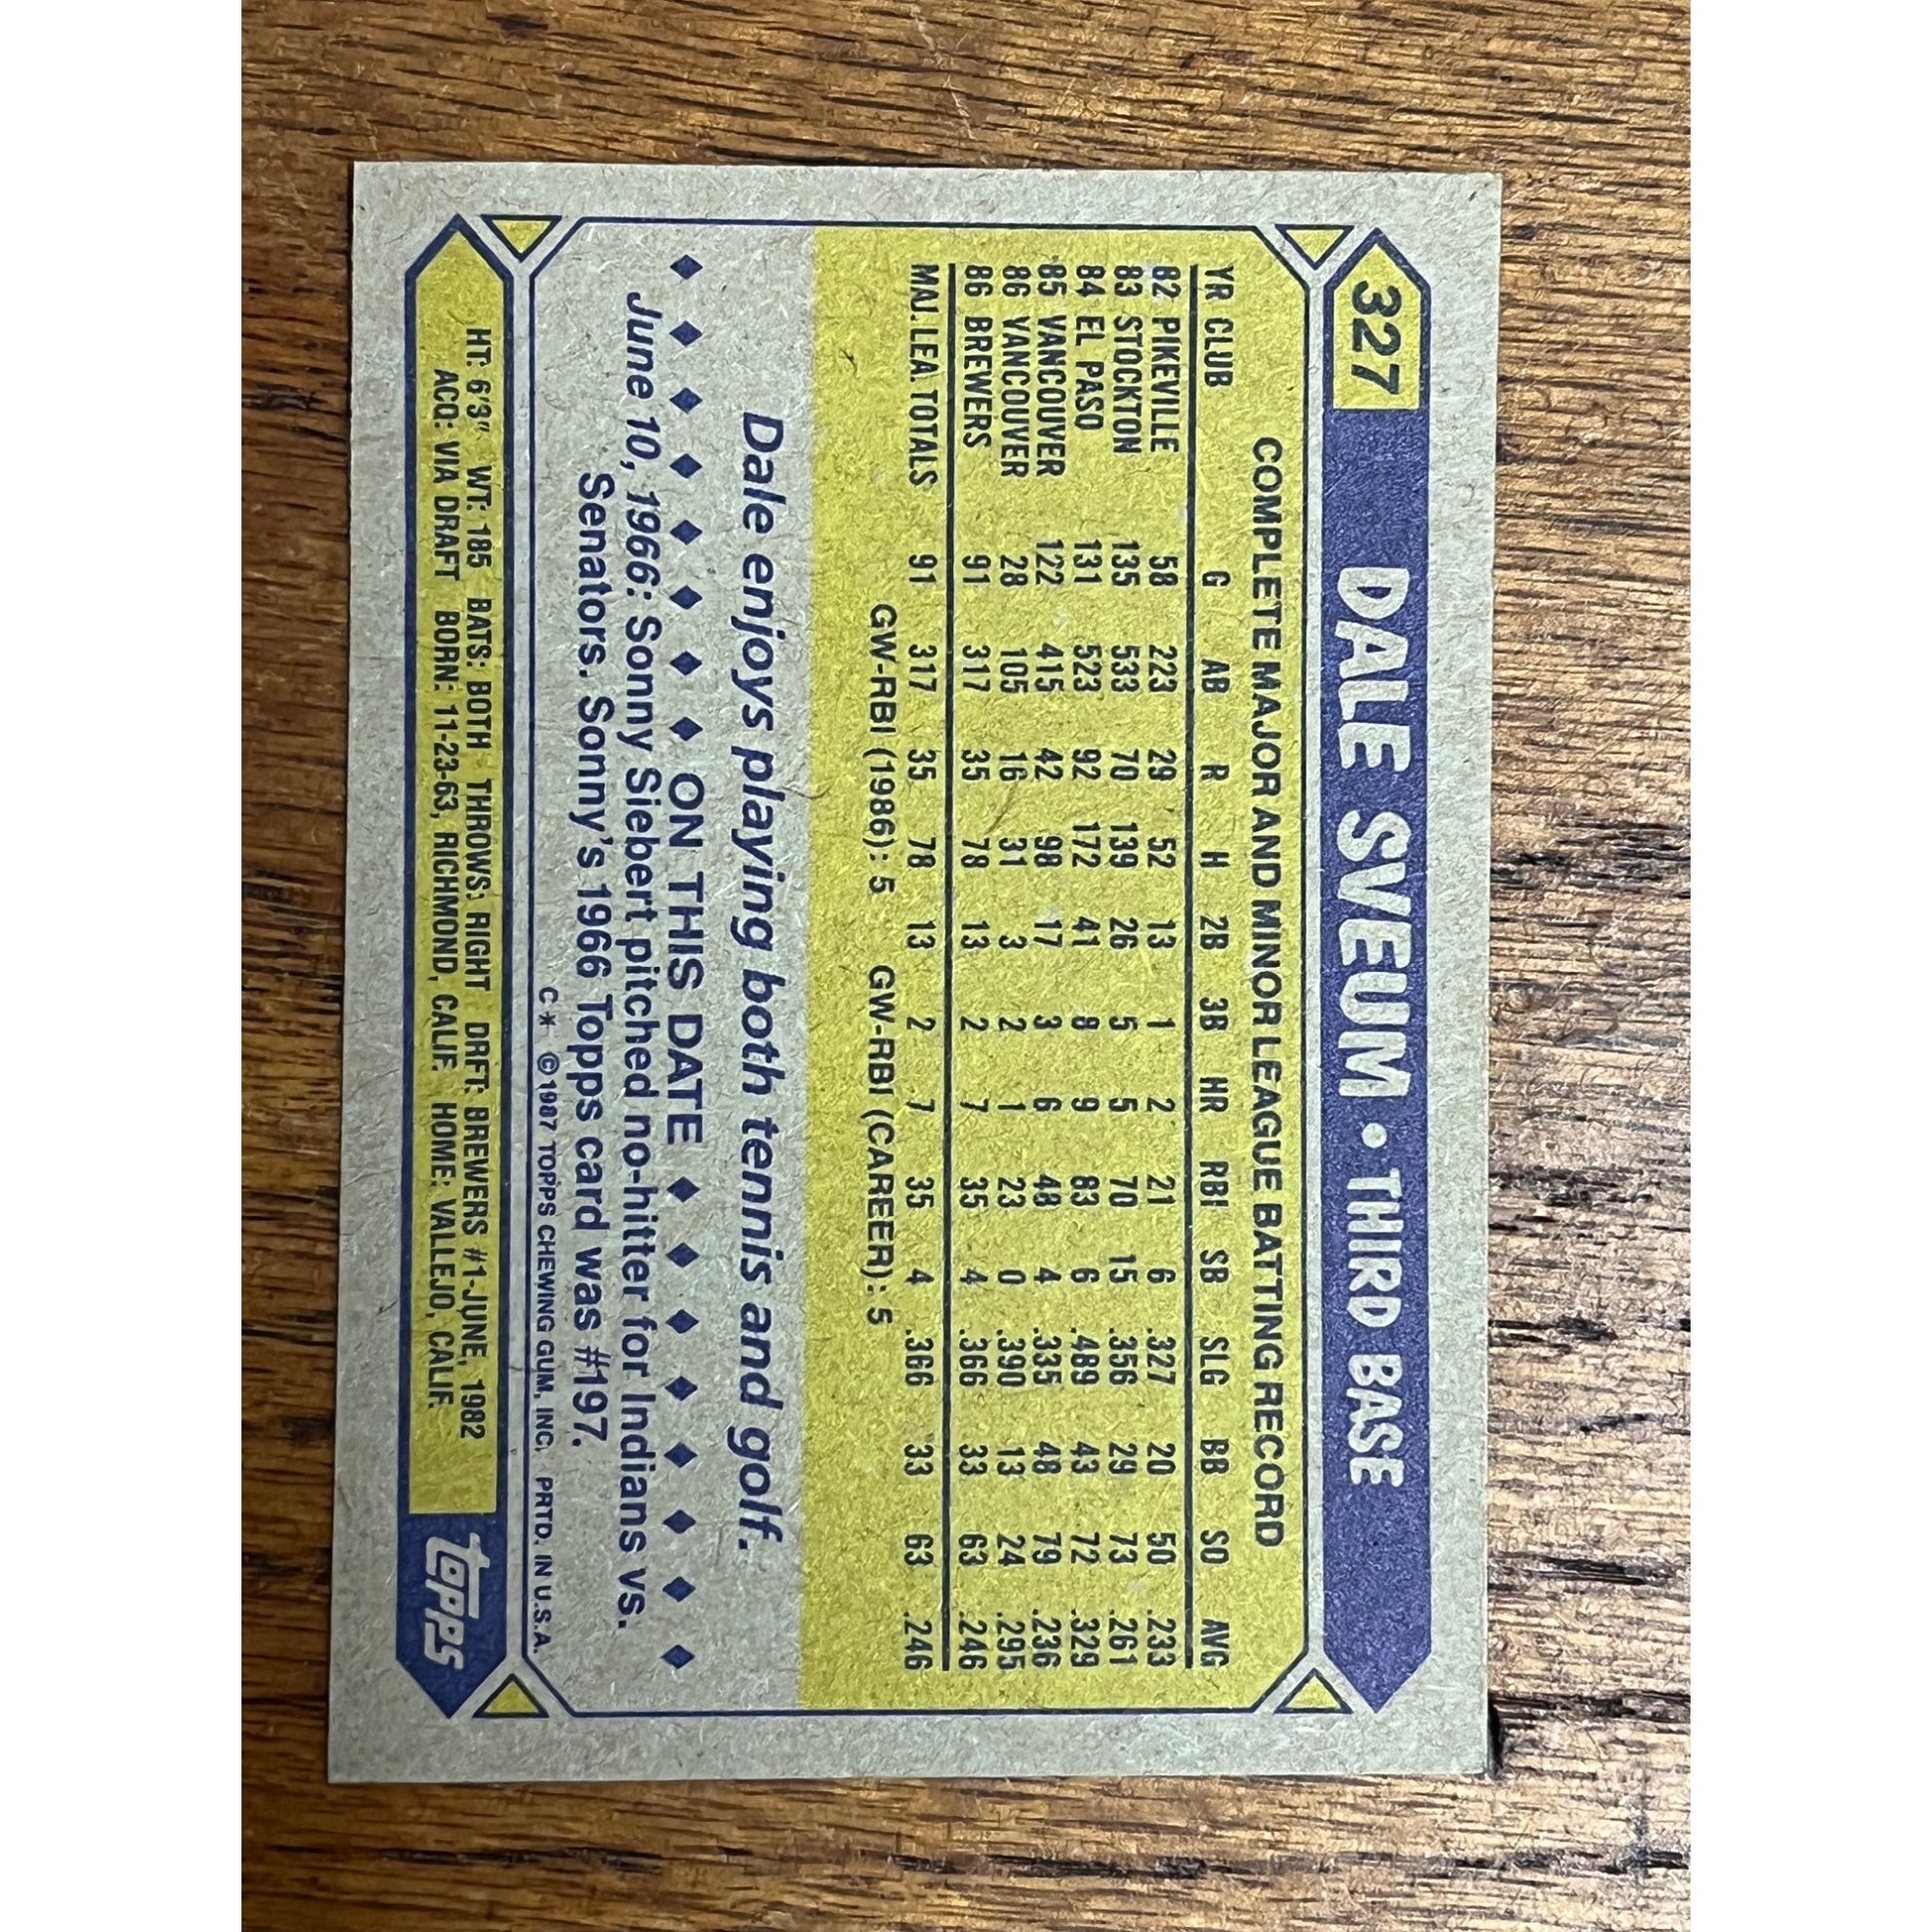 327 DALE SVEUM • THIRD BASE
COMPLETE MAJOR AND MINOR LEAGUE BATTING RECORD
YR CLUB G AB R H 2B 3B HR RBI SB SLG BB SO AVG
82 PIKEVILLE 58 223 29 52 13 1 2 21 6 .327 20 50 .233
83 STOCKTON 135 533 70 139 26 5 5 70 15 .356 29 73 .261
84 EL PASO 131 523 92 172 41 8 9 83 6 .489 43 72 .329
85 VANCOUVER 122 415 42 98 17 3 6 48 4 .335 48 79 .236
86 VANCOUVER 28 105 16 31 3 2 1 23 0 .390 13 24 .295
86 BREWERS 91 317 35 78 13 2 7 35 4 .366 33 63 .246
MAJ. LEA. TOTALS 91 317 35 78 13 2 7 35 4 .366 33 63 .246
GW-RBI (1986): 5 GW-RBI (CAREER): 5
Dale enjoys playing both tennis and golf.
ON THIS DATE
June 10, 1966: Sonny Siebert pitched no-hitter for Indians vs.
Senators. Sonny's 1966 Topps card was #197.
C* © 1987 TOPPS CHEWING GUM, INC. PRTD. IN U.S.A.
HT: 6'3" WT: 185 BATS: BOTH THROWS: RIGHT DRFT: BREWERS #1-JUNE, 1982
ACQ: VIA DRAFT BORN: 11-23-63, RICHMOND, CALIF. HOME: VALLEJO, CALIF.
topps